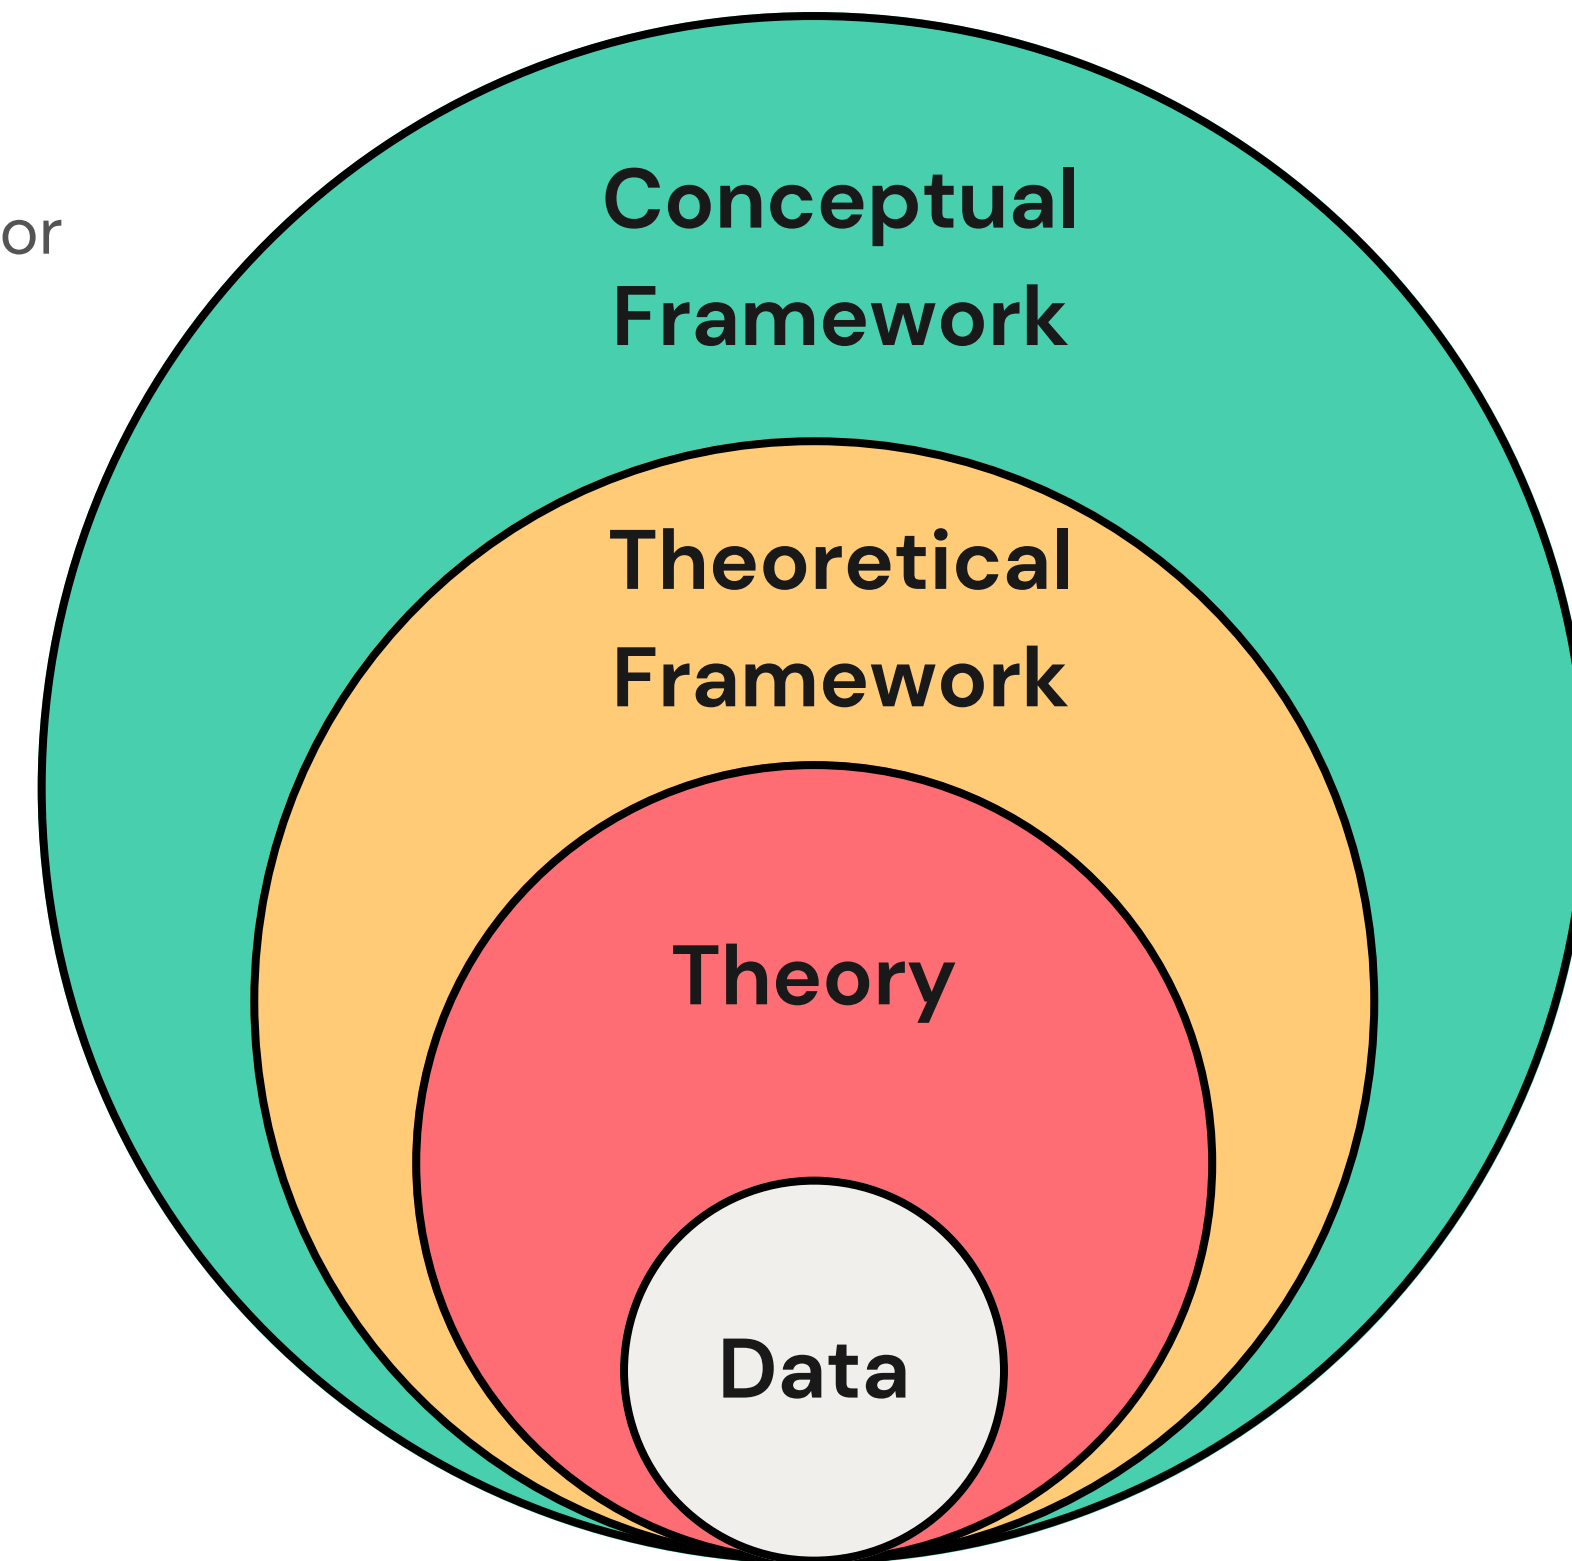 or
Conceptual
Framework
Theoretical
Framework
Theory
Data